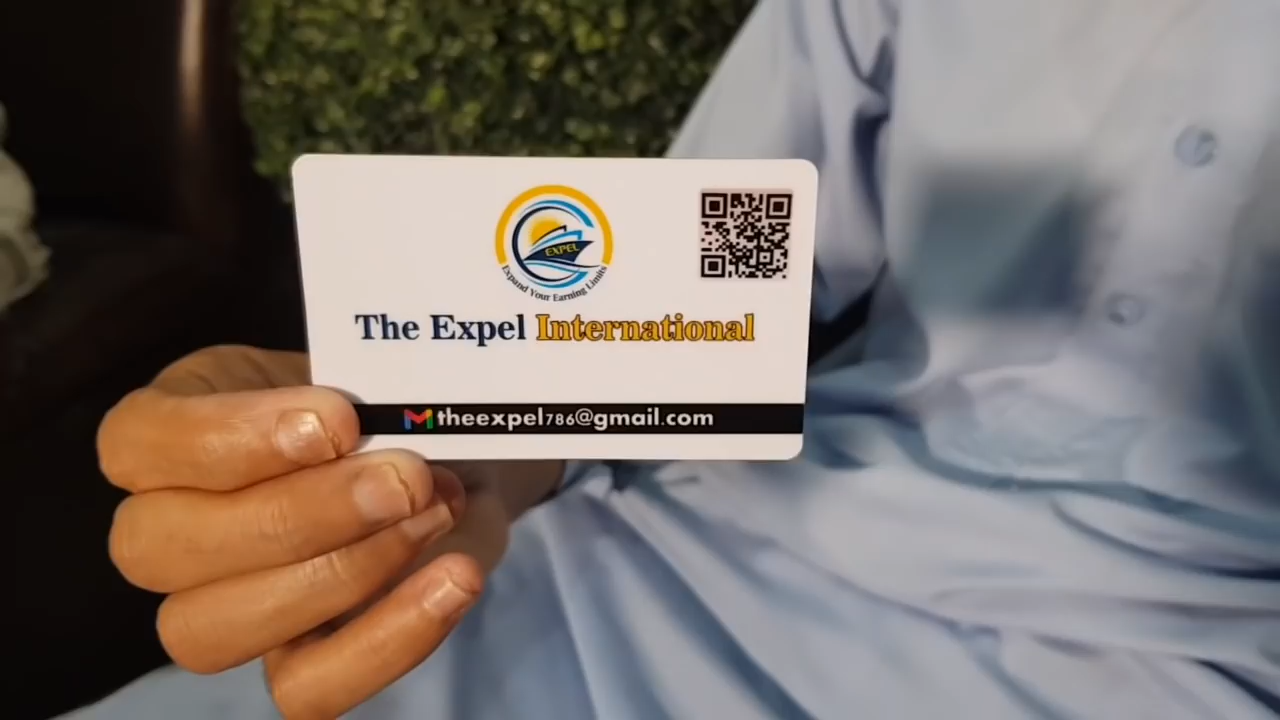 EXPEL
Expand Your Earning Limits
The Expel International
theexpel786@gmail.com